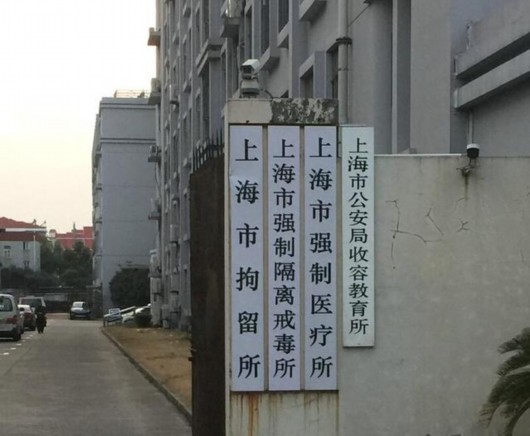 上海市拘留所
上海市强制隔离戒毒所
上海市强制医疗所
上海市公安局收容教育所